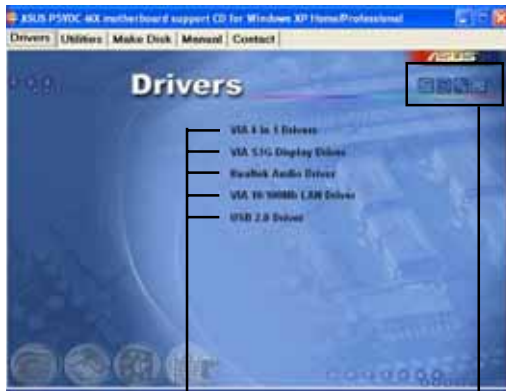 ASUS P5VDC-MX motherboard support CD for Windows XP Home/Professional
Drivers Utilities Make Disk Manual Contact
Drivers
VIA 4 in 1 Drivers
VIA S3G Display Driver
Realtek Audio Driver
VIA 10/100Mb LAN Driver
USB 2.0 Driver